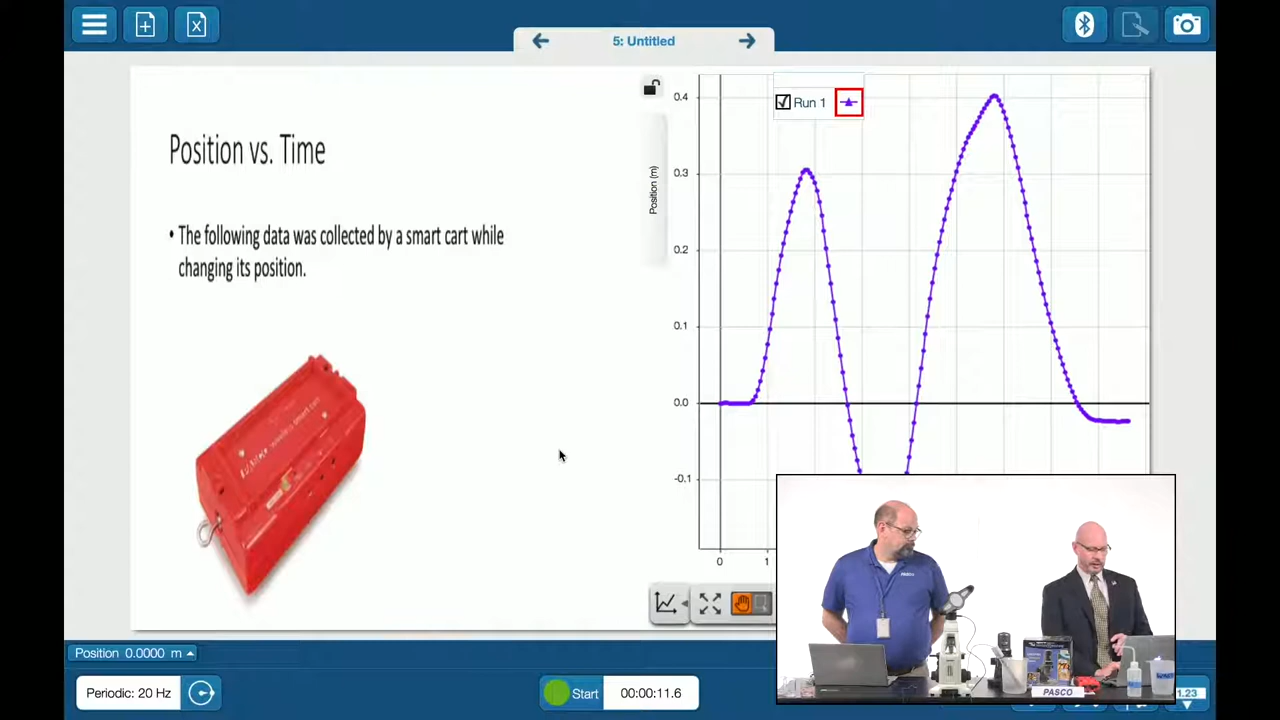 5: Untitled
Position vs. Time
• The following data was collected by a smart cart while
changing its position.
Position (m)
0.4
0.3
0.2
0.1
0.0
-0.1
Run 1
0
1
PASCO
Position 0.0000 m
Periodic: 20 Hz
Start
00:00:11.6
1.23